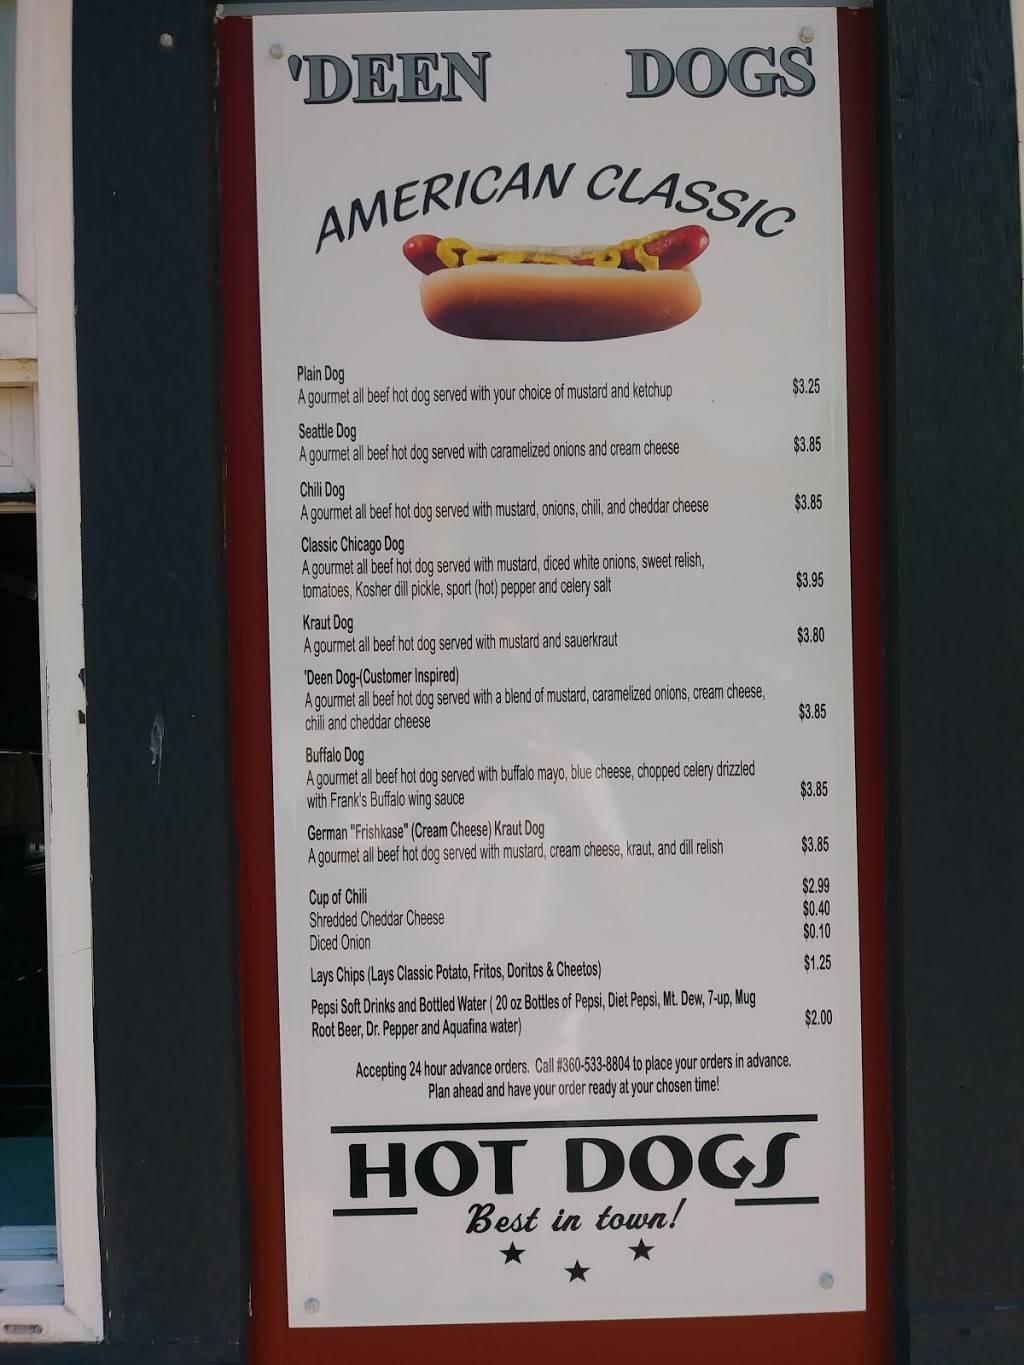 'DEEN DOGS
AMERICAN CLASSIC
Plain Dog
A gourmet all beef hot dog served with your choice of mustard and ketchup $3.25
Seattle Dog
A gourmet all beef hot dog served with caramelized onions and cream cheese $3.85
Chili Dog
A gourmet all beef hot dog served with mustard, onions, chili, and cheddar cheese $3.85
Classic Chicago Dog
A gourmet all beef hot dog served with mustard, diced white onions, sweet relish,
tomatoes, Kosher dill pickle, sport (hot) pepper and celery salt $3.95
Kraut Dog
A gourmet all beef hot dog served with mustard and sauerkraut $3.80
'Deen Dog-(Customer Inspired)
A gourmet all beef hot dog served with a blend of mustard, caramelized onions, cream cheese,
chili and cheddar cheese $3.85
Buffalo Dog
A gourmet all beef hot dog served with buffalo mayo, blue cheese, chopped celery drizzled
with Frank's Buffalo wing sauce $3.85
German "Frishkase" (Cream Cheese) Kraut Dog
A gourmet all beef hot dog served with mustard, cream cheese, kraut, and dill relish $3.85
Cup of Chili $2.99
Shredded Cheddar Cheese $0.40
Diced Onion $0.10
Lays Chips (Lays Classic Potato, Fritos, Doritos & Cheetos) $1.25
Pepsi Soft Drinks and Bottled Water ( 20 oz Bottles of Pepsi, Diet Pepsi, Mt. Dew, 7-up, Mug
Root Beer, Dr. Pepper and Aquafina water) $2.00
Accepting 24 hour advance orders. Call #360-533-8804 to place your orders in advance.
Plan ahead and have your order ready at your chosen time!
HOT DOGS
Best in town!